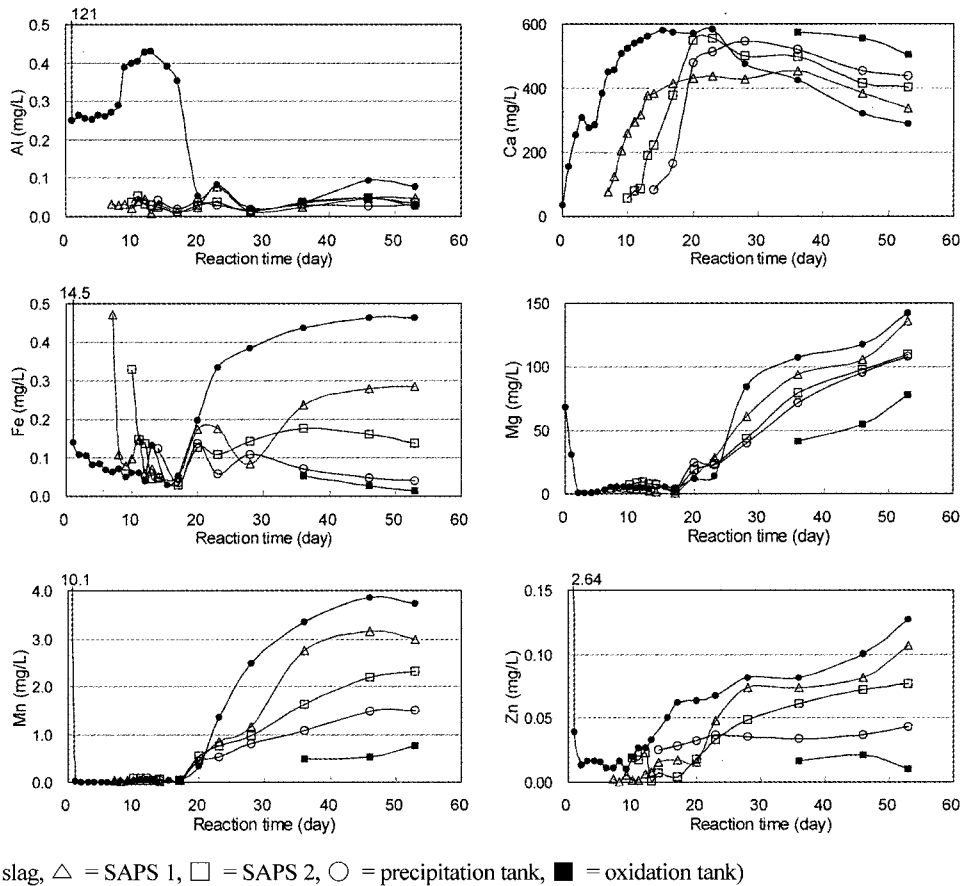 121
0.5
0.4
0.3
0.2
0.1
0.0
Al (mg/L)
0 10 20 30 40 50 60
Reaction time (day)
600
400
200
0
Ca (mg/L)
0 10 20 30 40 50 60
Reaction time (day)
14.5
0.5
0.4
0.3
0.2
0.1
0.0
Fe (mg/L)
0 10 20 30 40 50 60
Reaction time (day)
150
100
50
0
Mg (mg/L)
0 10 20 30 40 50 60
Reaction time (day)
10.1
4.0
3.0
2.0
1.0
0.0
Mn (mg/L)
0 10 20 30 40 50 60
Reaction time (day)
2.64
0.15
0.10
0.05
0.00
Zn (mg/L)
0 10 20 30 40 50 60
Reaction time (day)
slag, △ = SAPS 1, □ = SAPS 2, ○ = precipitation tank, ■ = oxidation tank)